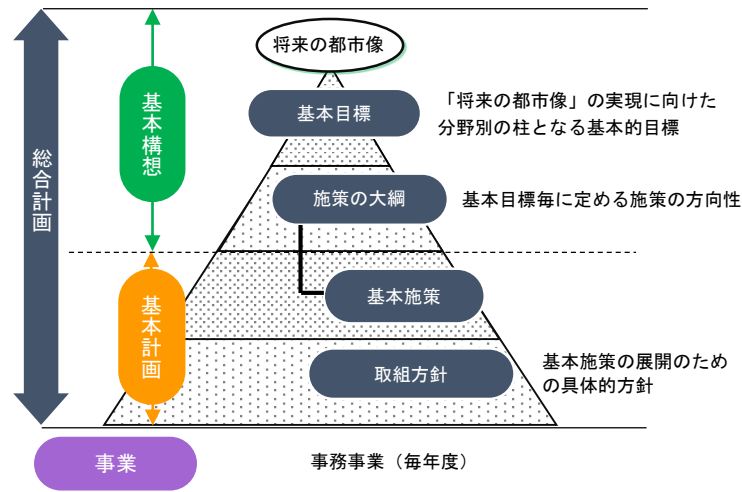 将来の都市像
基本目標
「将来の都市像」の実現に向けた
分野別の柱となる基本的目標
基本構想
総合計画
施策の大綱
基本目標毎に定める施策の方向性
基本計画
基本施策
取組方針
基本施策の展開のため
の具体的方針
事業
事務事業（毎年度）